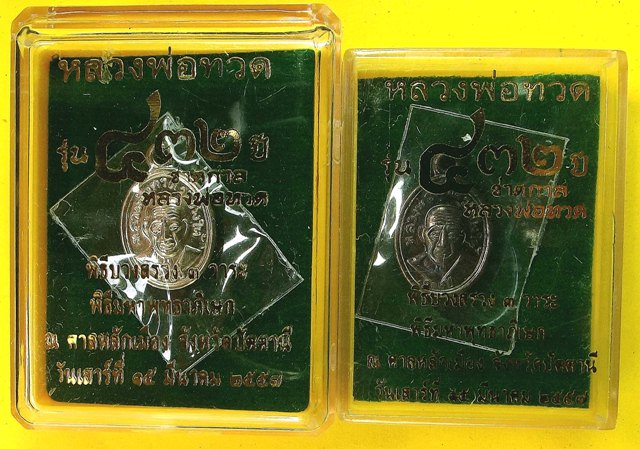 หลวงพ่อทวด
รุ่น ๔๓๒ ปี
ชาตกาล
หลวงพ่อทวด
พิธีบวงสรวง ๓ วาระ
พิธีมหาพุทธาภิเษก
ณ ศาลหลักเมือง จังหวัดปัตตานี
วันเสาร์ที่ ๑๕ มีนาคม ๒๕๕๗
หลวงพ่อทวด
รุ่น ๔๓๒ ปี
ชาตกาล
หลวงพ่อทวด
พิธีบวงสรวง ๓ วาระ
พิธีมหาพุทธาภิเษก
ณ ศาลหลักเมือง จังหวัดปัตตานี
วันเสาร์ที่ ๑๕ มีนาคม ๒๕๕๗